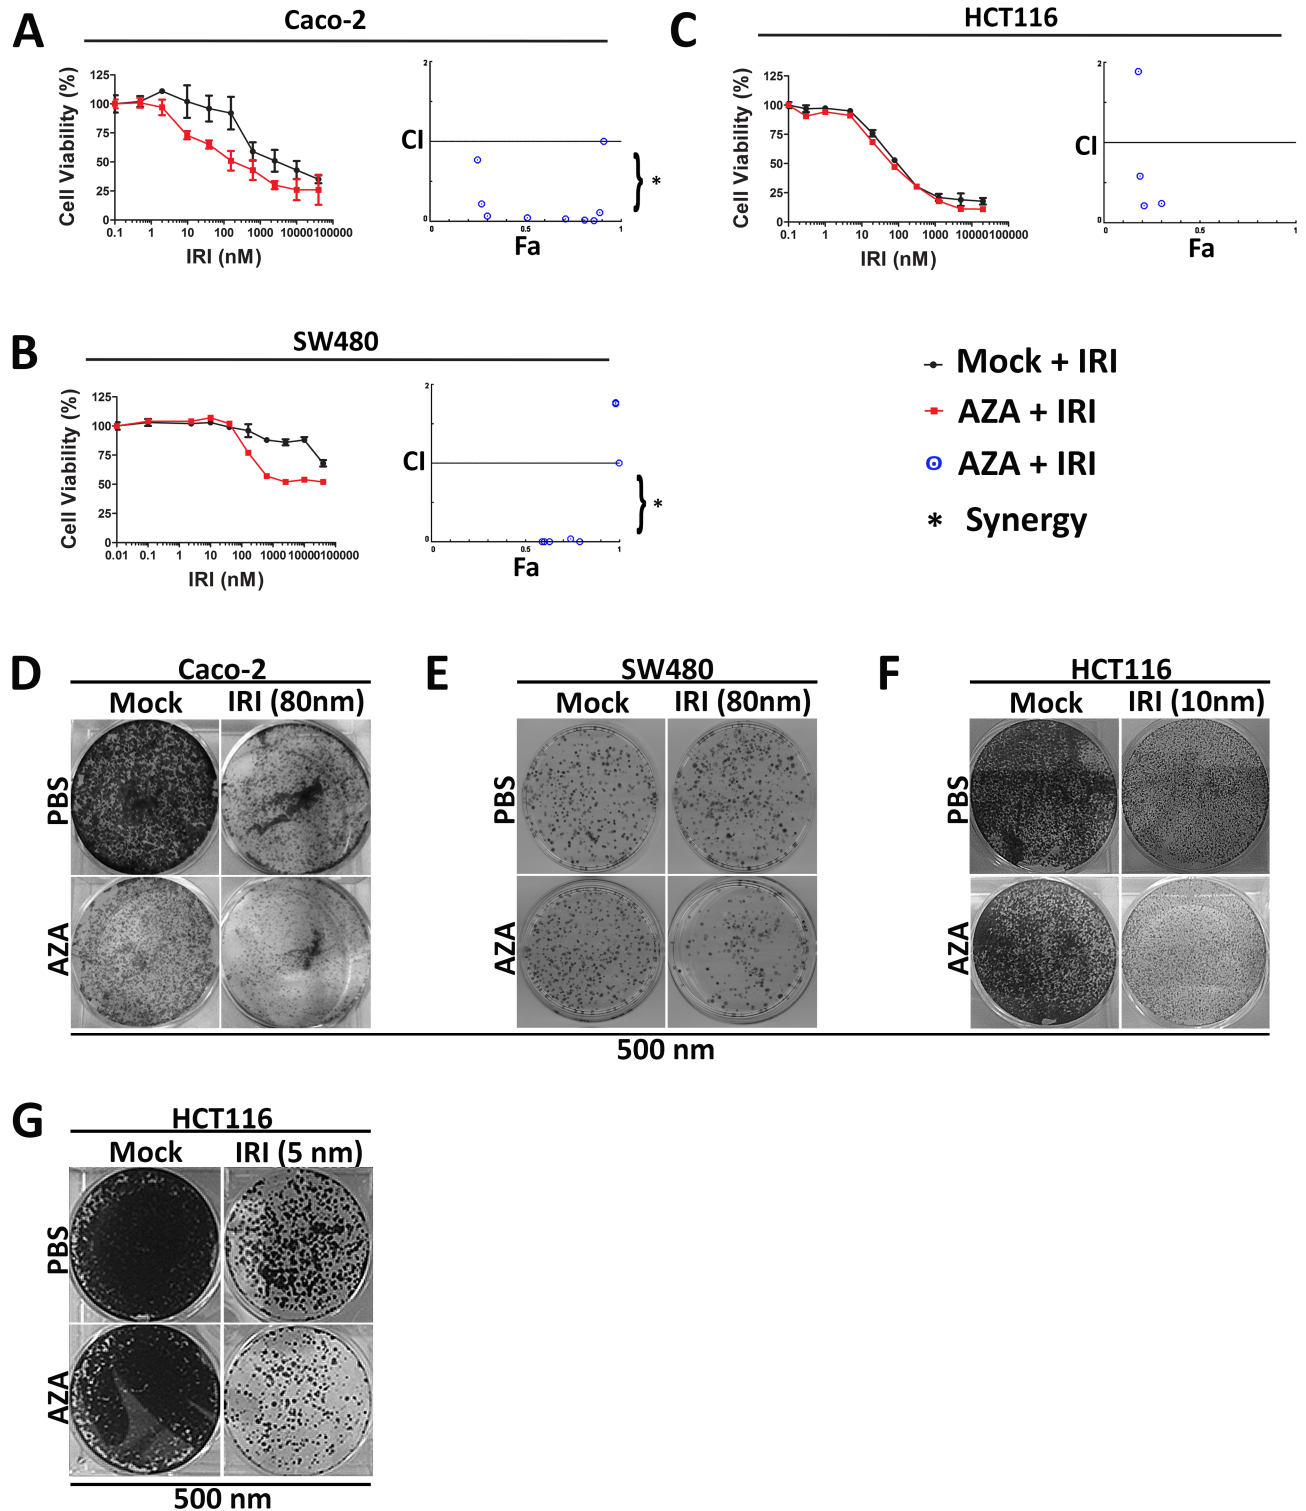 A
Caco-2
Cell Viability (%)
125
100
75
50
25
0
0.1 1 10 100 1000 10000 100000
IRI (nM)
2
CI
0
0 0.5 1
Fa
*
C
HCT116
Cell Viability (%)
125
100
75
50
25
0
0.1 1 10 100 1000 10000 100000
IRI (nM)
2
CI
0
0 0.5 1
Fa
B
SW480
Cell Viability (%)
125
100
75
50
25
0
0.01 0.1 1 10 100 1000 10000 100000
IRI (nM)
2
CI
0
0 0.5 1
Fa
*
Mock + IRI
AZA + IRI
AZA + IRI
* Synergy
D
Caco-2
Mock IRI (80nm)
PBS
AZA
E
SW480
Mock IRI (80nm)
PBS
AZA
F
HCT116
Mock IRI (10nm)
PBS
AZA
500 nm
G
HCT116
Mock IRI (5 nm)
PBS
AZA
500 nm